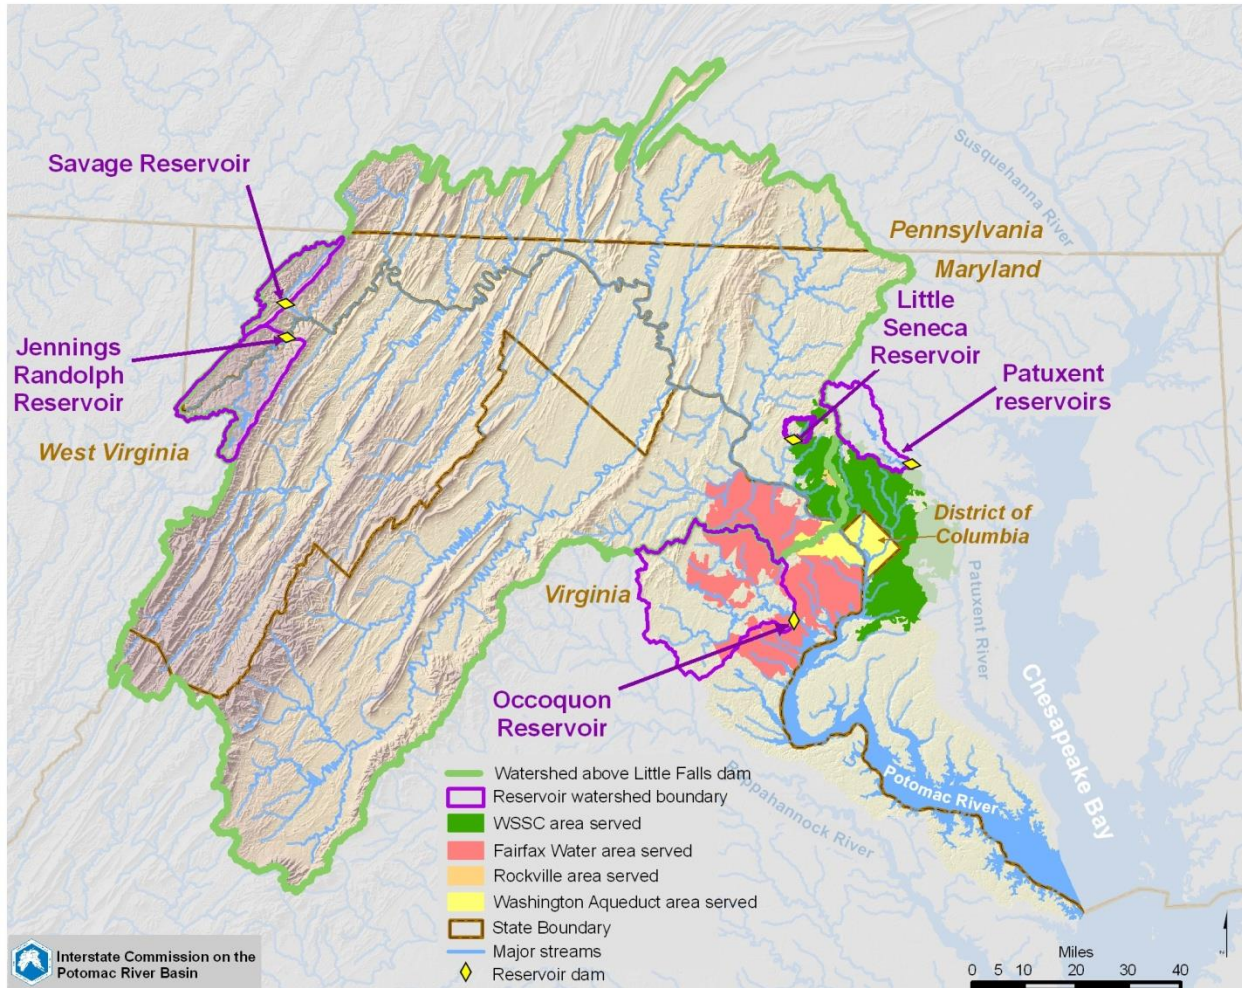 Susquehanna River
Savage Reservoir
Pennsylvania
Maryland
Little
Seneca
Reservoir
Jennings
Randolph
Reservoir
Patuxent
reservoirs
West Virginia
District of
Columbia
Virginia
Patuxent River
Occoquon
Reservoir
Chesapeake Bay
Potomac River
Rappahannock River
Watershed above Little Falls dam
Reservoir watershed boundary
WSSC area served
Fairfax Water area served
Rockville area served
Washington Aqueduct area served
State Boundary
Major streams
Reservoir dam
Interstate Commission on the
Potomac River Basin
Miles
0 5 10 20 30 40